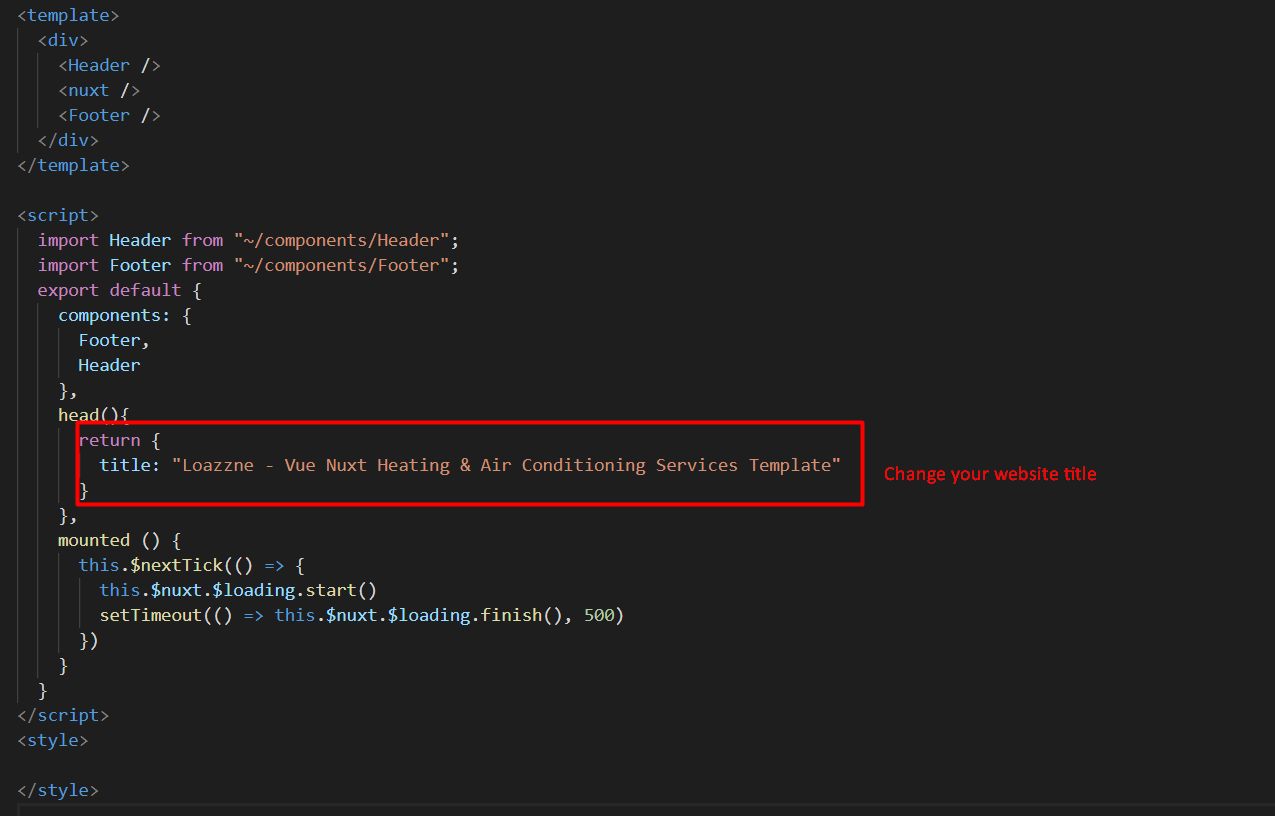 <template>
<div>
<Header />
<nuxt />
<Footer />
</div>
</template>
<script>
import Header from "~/components/Header";
import Footer from "~/components/Footer";
export default {
components: {
Footer,
Header
},
head(){
return {
title: "Loazzne - Vue Nuxt Heating & Air Conditioning Services Template"
Change your website title
}
},
mounted () {
this.$nextTick(() => {
this.$nuxt.$loading.start()
setTimeout(() => this.$nuxt.$loading.finish(), 500)
})
}
}
</script>
<style>
</style>